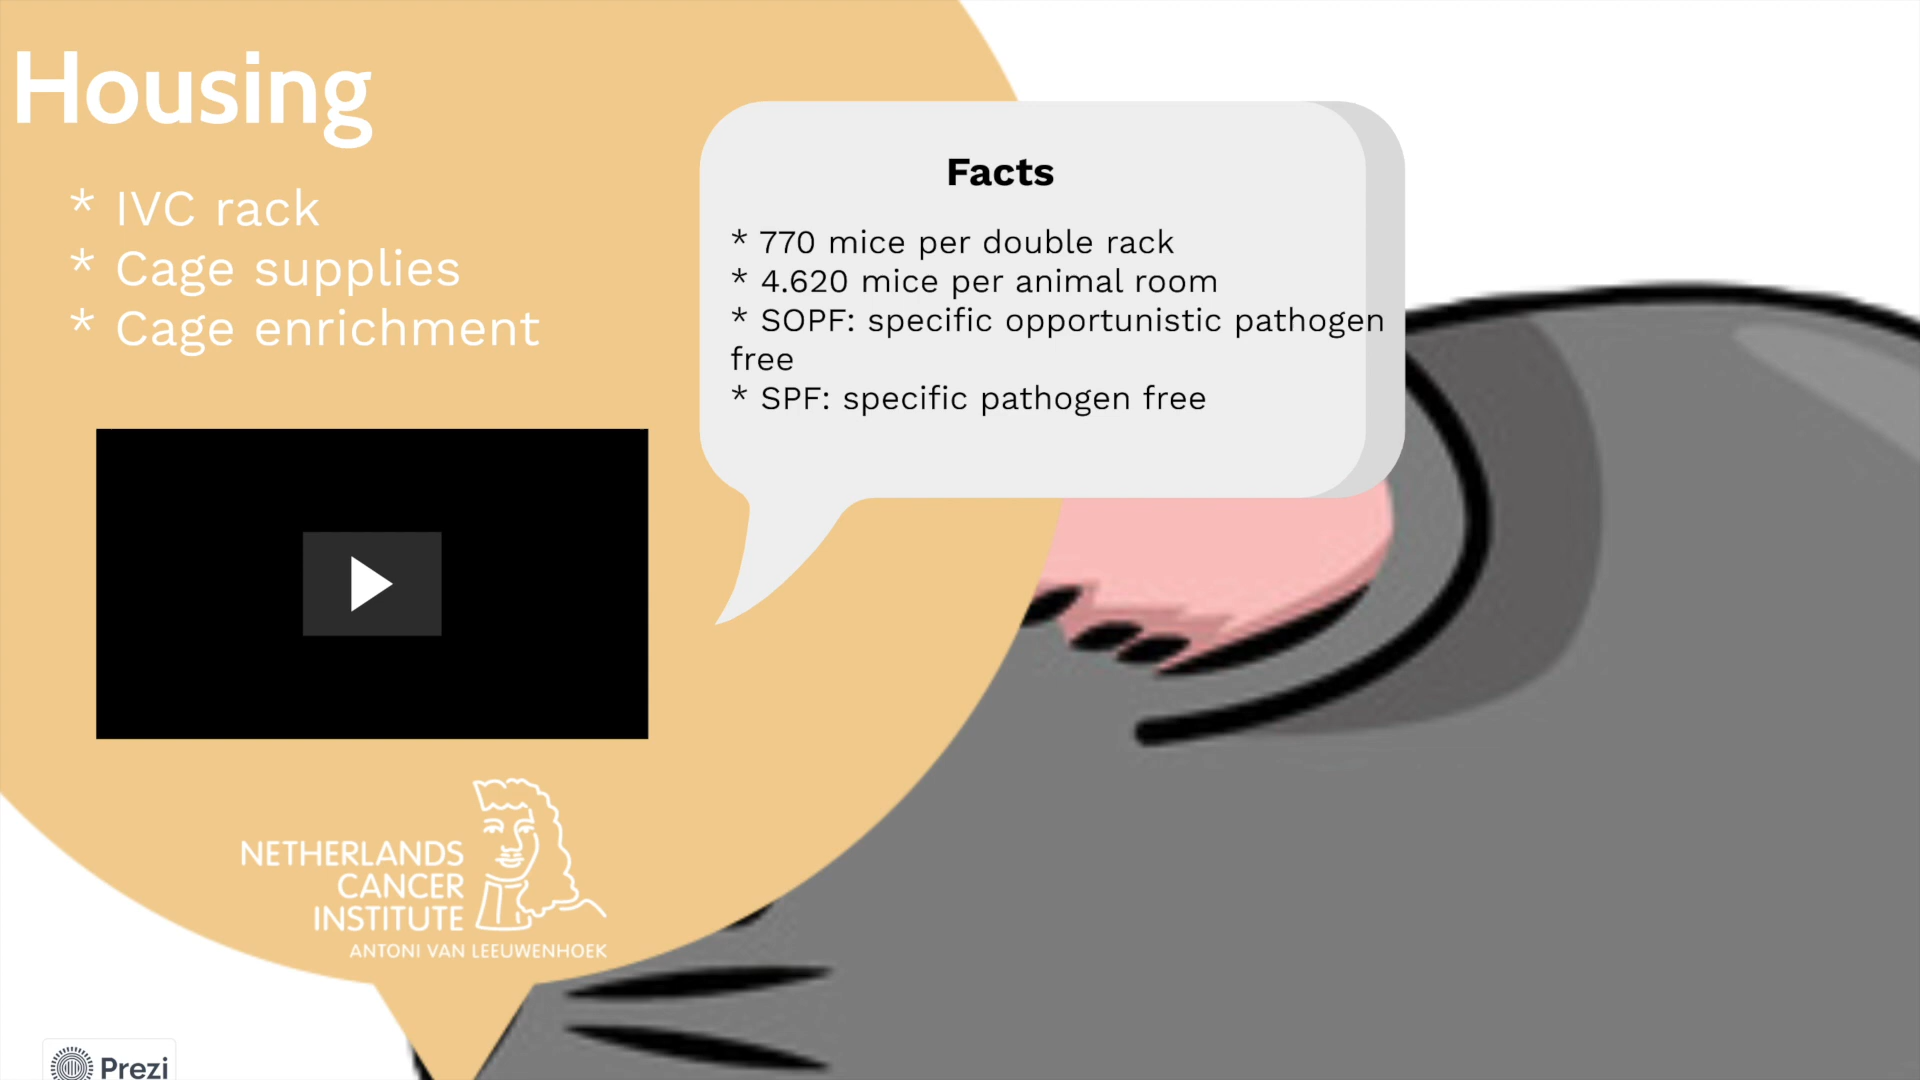 Housing
* IVC rack
* Cage supplies
* Cage enrichment
Facts
* 770 mice per double rack
* 4.620 mice per animal room
* SOPF: specific opportunistic pathogen
free
* SPF: specific pathogen free
NETHERLANDS
CANCER
INSTITUTE
ANTONI VAN LEEUWENHOEK
Prezi